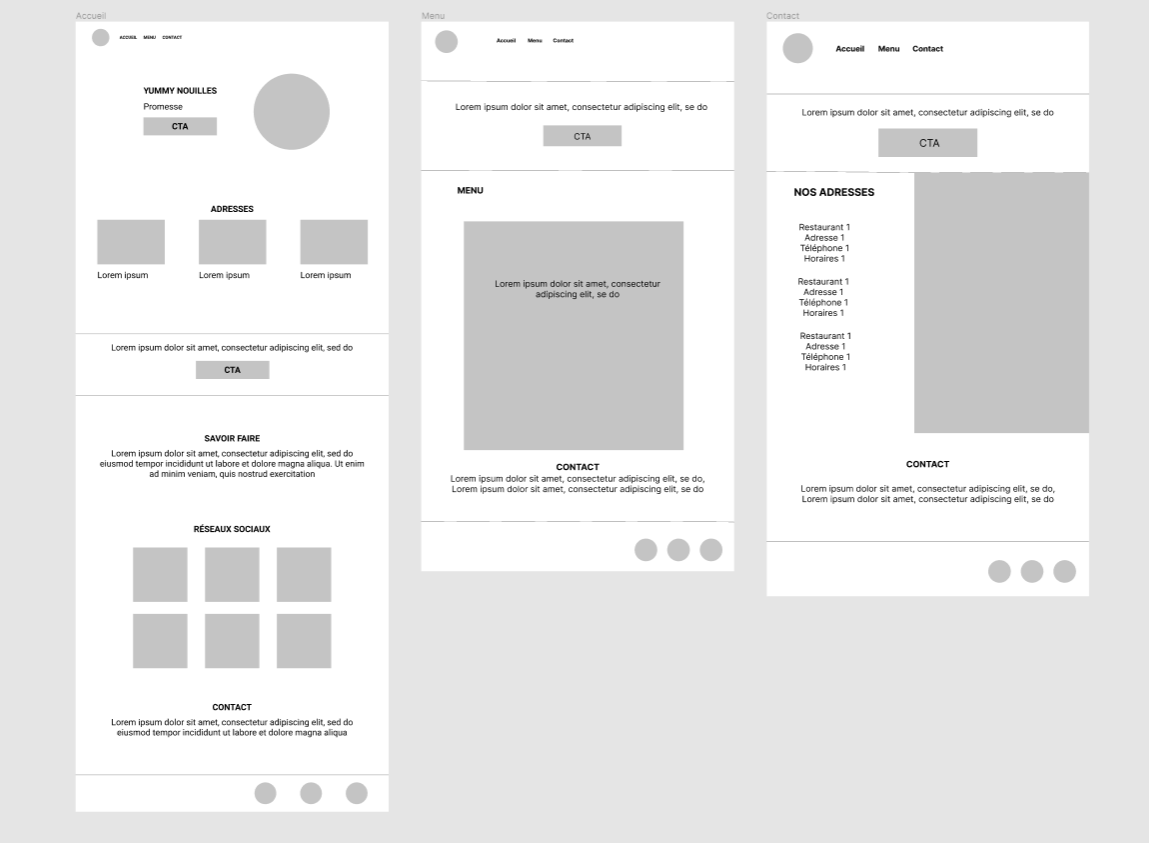 Accueil
ACCUEIL MENU CONTACT
YUMMY NOUILLES
Promesse
CTA
ADRESSES
Lorem ipsum Lorem ipsum Lorem ipsum
Lorem ipsum dolor sit amet, consectetur adipiscing elit, sed do
CTA
SAVOIR FAIRE
Lorem ipsum dolor sit amet, consectetur adipiscing elit, sed do
eiusmod tempor incididunt ut labore et dolore magna aliqua. Ut enim
ad minim veniam, quis nostrud exercitation
RÉSEAUX SOCIAUX
CONTACT
Lorem ipsum dolor sit amet, consectetur adipiscing elit, sed do
eiusmod tempor incididunt ut labore et dolore magna aliqua
Menu
Accueil Menu Contact
Lorem ipsum dolor sit amet, consectetur adipiscing elit, se do
CTA
MENU
Lorem ipsum dolor sit amet, consectetur
adipiscing elit, se do
CONTACT
Lorem ipsum dolor sit amet, consectetur adipiscing elit, se do,
Lorem ipsum dolor sit amet, consectetur adipiscing elit, se do
Contact
Accueil Menu Contact
Lorem ipsum dolor sit amet, consectetur adipiscing elit, se do
CTA
NOS ADRESSES
Restaurant 1
Adresse 1
Téléphone 1
Horaires 1
Restaurant 1
Adresse 1
Téléphone 1
Horaires 1
Restaurant 1
Adresse 1
Téléphone 1
Horaires 1
CONTACT
Lorem ipsum dolor sit amet, consectetur adipiscing elit, se do,
Lorem ipsum dolor sit amet, consectetur adipiscing elit, se do